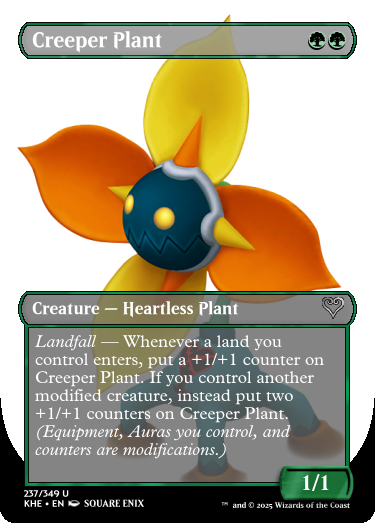 Creeper Plant
Creature — Heartless Plant
Landfall — Whenever a land you
control enters, put a +1/+1 counter on
Creeper Plant. If you control another
modified creature, instead put two
+1/+1 counters on Creeper Plant.
(Equipment, Auras you control, and
counters are modifications.)
1/1
237/349 U
KHE • EN SQUARE ENIX
™ and © 2025 Wizards of the Coast